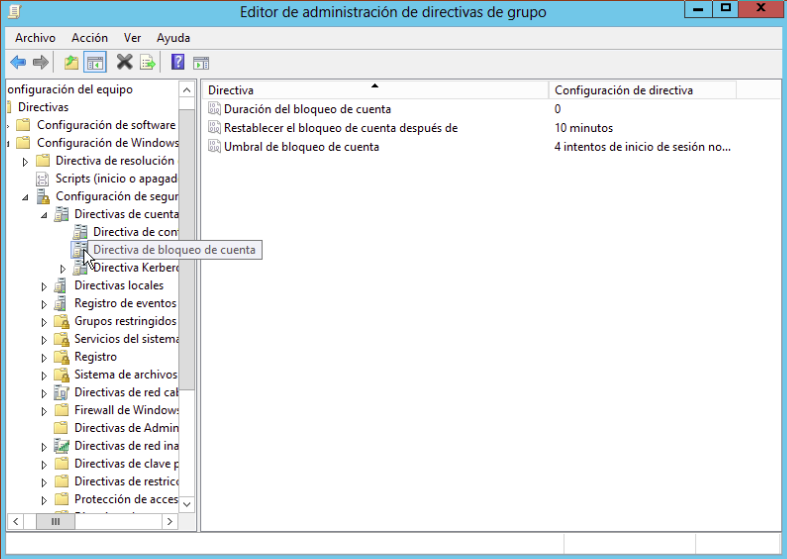 Editor de administración de directivas de grupo
Archivo Acción Ver Ayuda
onfiguración del equipo
Directivas
Configuración de software
Configuración de Windows
Directiva de resolución
Scripts (inicio o apagad
Configuración de segur
Directivas de cuenta
Directiva de con
Directiva de bloqueo de cuenta
Directiva Kerberc
Directivas locales
Registro de eventos
Grupos restringidos
Servicios del sistema
Registro
Sistema de archivos
Directivas de red cal
Firewall de Windows
Directivas de Admin
Directivas de red ina
Directivas de clave p
Directivas de restricc
Protección de acces
Directiva Configuración de directiva
Duración del bloqueo de cuenta 0
Restablecer el bloqueo de cuenta después de 10 minutos
Umbral de bloqueo de cuenta 4 intentos de inicio de sesión no...